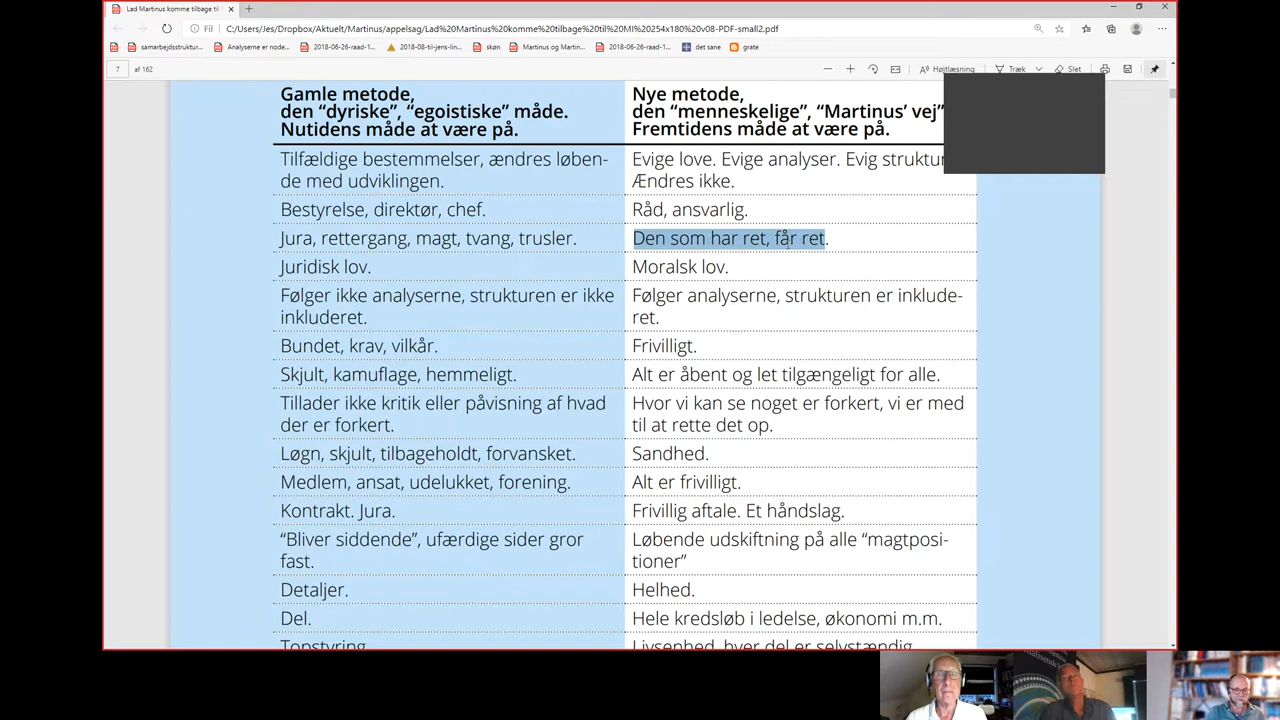 Lad Martinus komme tilbage til M
Fil
C:/Users/Jes/Dropbox/Aktuelt/Martinus/appelsag/Lad%20Martinus%20komme%20tilbage%20til%20MI%20254x180%20v08-PDF-small2.pdf
samarbejdsstruktur...
Analyserne er node...
2018-06-26-raad-1...
2018-08-til-jens-lin...
skøn
Martinus og Martin...
2018-06-26-raad-1...
det sane
grate
7 af 162
Højtlæsning
Træk
Slet
Gamle metode,
den “dyriske”, “egoistiske” måde.
Nutidens måde at være på.
Nye metode,
den “menneskelige”, “Martinus’ vej”
Fremtidens måde at være på.
Tilfældige bestemmelser, ændres løben-
de med udviklingen.
Evige love. Evige analyser. Evig struktur
Ændres ikke.
Bestyrelse, direktør, chef.
Råd, ansvarlig.
Jura, rettergang, magt, tvang, trusler.
Den som har ret, får ret.
Juridisk lov.
Moralsk lov.
Følger ikke analyserne, strukturen er ikke
inkluderet.
Følger analyserne, strukturen er inklude-
ret.
Bundet, krav, vilkår.
Frivilligt.
Skjult, kamuflage, hemmeligt.
Alt er åbent og let tilgængeligt for alle.
Tillader ikke kritik eller påvisning af hvad
der er forkert.
Hvor vi kan se noget er forkert, vi er med
til at rette det op.
Løgn, skjult, tilbageholdt, forvansket.
Sandhed.
Medlem, ansat, udelukket, forening.
Alt er frivilligt.
Kontrakt. Jura.
Frivillig aftale. Et håndslag.
“Bliver siddende”, ufærdige sider gror
fast.
Løbende udskiftning på alle “magtposi-
tioner”
Detaljer.
Helhed.
Del.
Hele kredsløb i ledelse, økonomi m.m.
Topstyring
Livsenhed, hver del er selvstændig